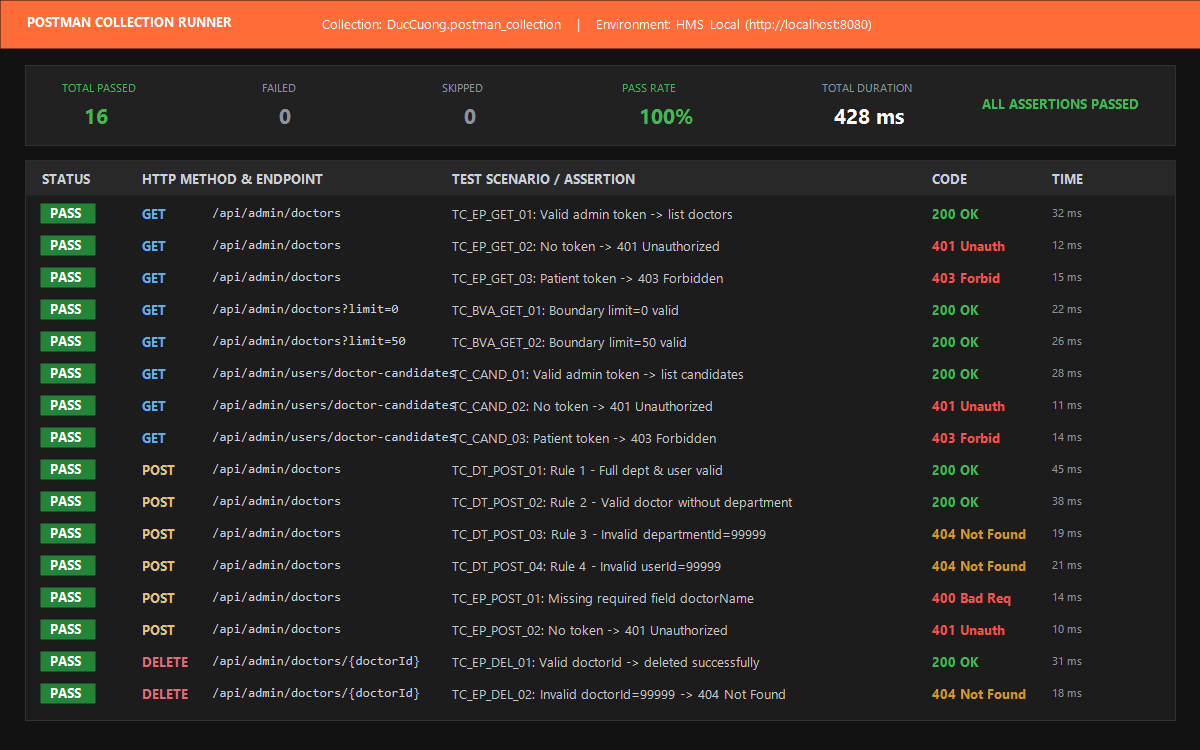 POSTMAN COLLECTION RUNNER Collection: DucCuong.postman_collection | Environment: HMS Local (http://localhost:8080)
TOTAL PASSED FAILED SKIPPED PASS RATE TOTAL DURATION
16 0 0 100% 428 ms ALL ASSERTIONS PASSED
STATUS HTTP METHOD & ENDPOINT TEST SCENARIO / ASSERTION CODE TIME
PASS GET /api/admin/doctors TC_EP_GET_01: Valid admin token -> list doctors 200 OK 32 ms
PASS GET /api/admin/doctors TC_EP_GET_02: No token -> 401 Unauthorized 401 Unauth 12 ms
PASS GET /api/admin/doctors TC_EP_GET_03: Patient token -> 403 Forbidden 403 Forbid 15 ms
PASS GET /api/admin/doctors?limit=0 TC_BVA_GET_01: Boundary limit=0 valid 200 OK 22 ms
PASS GET /api/admin/doctors?limit=50 TC_BVA_GET_02: Boundary limit=50 valid 200 OK 26 ms
PASS GET /api/admin/users/doctor-candidates TC_CAND_01: Valid admin token -> list candidates 200 OK 28 ms
PASS GET /api/admin/users/doctor-candidates TC_CAND_02: No token -> 401 Unauthorized 401 Unauth 11 ms
PASS GET /api/admin/users/doctor-candidates TC_CAND_03: Patient token -> 403 Forbidden 403 Forbid 14 ms
PASS POST /api/admin/doctors TC_DT_POST_01: Rule 1 - Full dept & user valid 200 OK 45 ms
PASS POST /api/admin/doctors TC_DT_POST_02: Rule 2 - Valid doctor without department 200 OK 38 ms
PASS POST /api/admin/doctors TC_DT_POST_03: Rule 3 - Invalid departmentId=99999 404 Not Found 19 ms
PASS POST /api/admin/doctors TC_DT_POST_04: Rule 4 - Invalid userId=99999 404 Not Found 21 ms
PASS POST /api/admin/doctors TC_EP_POST_01: Missing required field doctorName 400 Bad Req 14 ms
PASS POST /api/admin/doctors TC_EP_POST_02: No token -> 401 Unauthorized 401 Unauth 10 ms
PASS DELETE /api/admin/doctors/{doctorId} TC_EP_DEL_01: Valid doctorId -> deleted successfully 200 OK 31 ms
PASS DELETE /api/admin/doctors/{doctorId} TC_EP_DEL_02: Invalid doctorId=99999 -> 404 Not Found 404 Not Found 18 ms